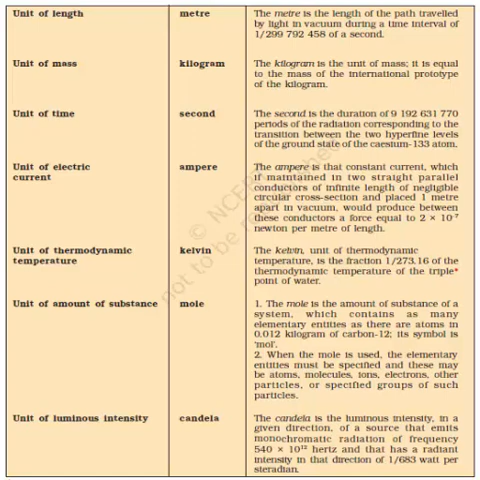 Unit of length metre The metre is the length of the path travelled
by light in vacuum during a time interval of
1/299 792 458 of a second.
Unit of mass kilogram The kilogram is the unit of mass; it is equal
to the mass of the international prototype
of the kilogram.
Unit of time second The second is the duration of 9 192 631 770
periods of the radiation corresponding to the
transition between the two hyperfine levels
of the ground state of the caesium-133 atom.
Unit of electric ampere The ampere is that constant current, which
current if maintained in two straight parallel
conductors of infinite length of negligible
circular cross-section and placed 1 metre
apart in vacuum, would produce between
these conductors a force equal to 2 × 10⁻⁷
newton per metre of length.
Unit of thermodynamic kelvin The kelvin, unit of thermodynamic
temperature temperature, is the fraction 1/273.16 of the
thermodynamic temperature of the triple*
point of water.
Unit of amount of substance mole 1. The mole is the amount of substance of a
system, which contains as many
elementary entities as there are atoms in
0.012 kilogram of carbon-12; its symbol is
‘mol’.
2. When the mole is used, the elementary
entities must be specified and these may
be atoms, molecules, ions, electrons, other
particles, or specified groups of such
particles.
Unit of luminous intensity candela The candela is the luminous intensity, in a
given direction, of a source that emits
monochromatic radiation of frequency
540 × 10¹² hertz and that has a radiant
intensity in that direction of 1/683 watt per
steradian.
© NCERT
not to be republished